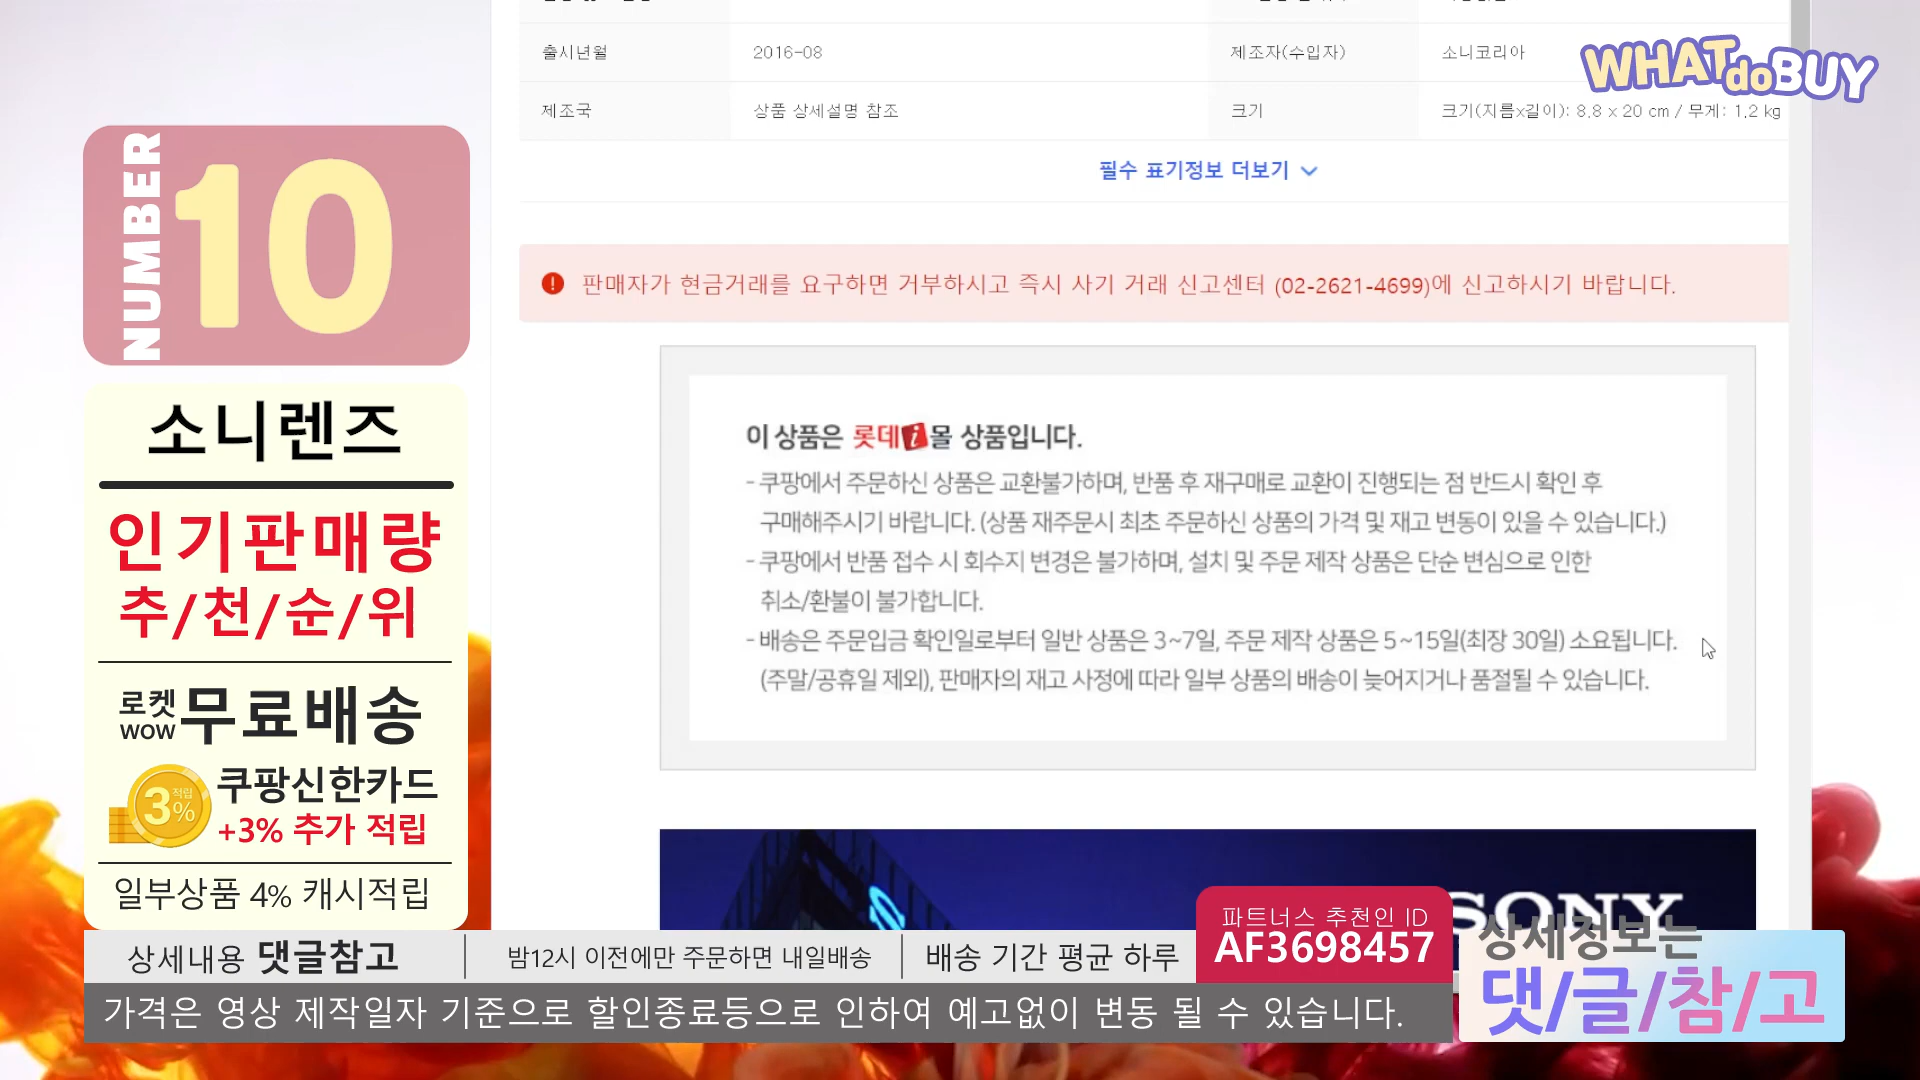 출시년월 2016-08 제조자(수입자) 소니코리아
WHAT do BUY
제조국 상품 상세설명 참조 크기 크기(지름x길이): 8.8 x 20 cm / 무게: 1.2 kg
필수 표기정보 더보기
판매자가 현금거래를 요구하면 거부하시고 즉시 사기 거래 신고센터 (02-2621-4699)에 신고하시기 바랍니다.
이 상품은 롯데i몰 상품입니다.
- 쿠팡에서 주문하신 상품은 교환불가하며, 반품 후 재구매로 교환이 진행되는 점 반드시 확인 후
구매해주시기 바랍니다. (상품 재주문시 최초 주문하신 상품의 가격 및 재고 변동이 있을 수 있습니다.)
- 쿠팡에서 반품 접수 시 회수지 변경은 불가하며, 설치 및 주문 제작 상품은 단순 변심으로 인한
취소/환불이 불가합니다.
- 배송은 주문입금 확인일로부터 일반 상품은 3~7일, 주문 제작 상품은 5~15일(최장 30일) 소요됩니다.
(주말/공휴일 제외), 판매자의 재고 사정에 따라 일부 상품의 배송이 늦어지거나 품절될 수 있습니다.
SONY
NUMBER 10
소니렌즈
인기판매량
추/천/순/위
로켓 WOW 무료배송
3% 적립
쿠팡신한카드
+3% 추가 적립
일부상품 4% 캐시적립
상세내용 댓글참고
밤12시 이전에만 주문하면 내일배송
배송 기간 평균 하루
파트너스 추천인 ID
AF3698457
상세정보는
댓/글/참/고
가격은 영상 제작일자 기준으로 할인종료등으로 인하여 예고없이 변동 될 수 있습니다.